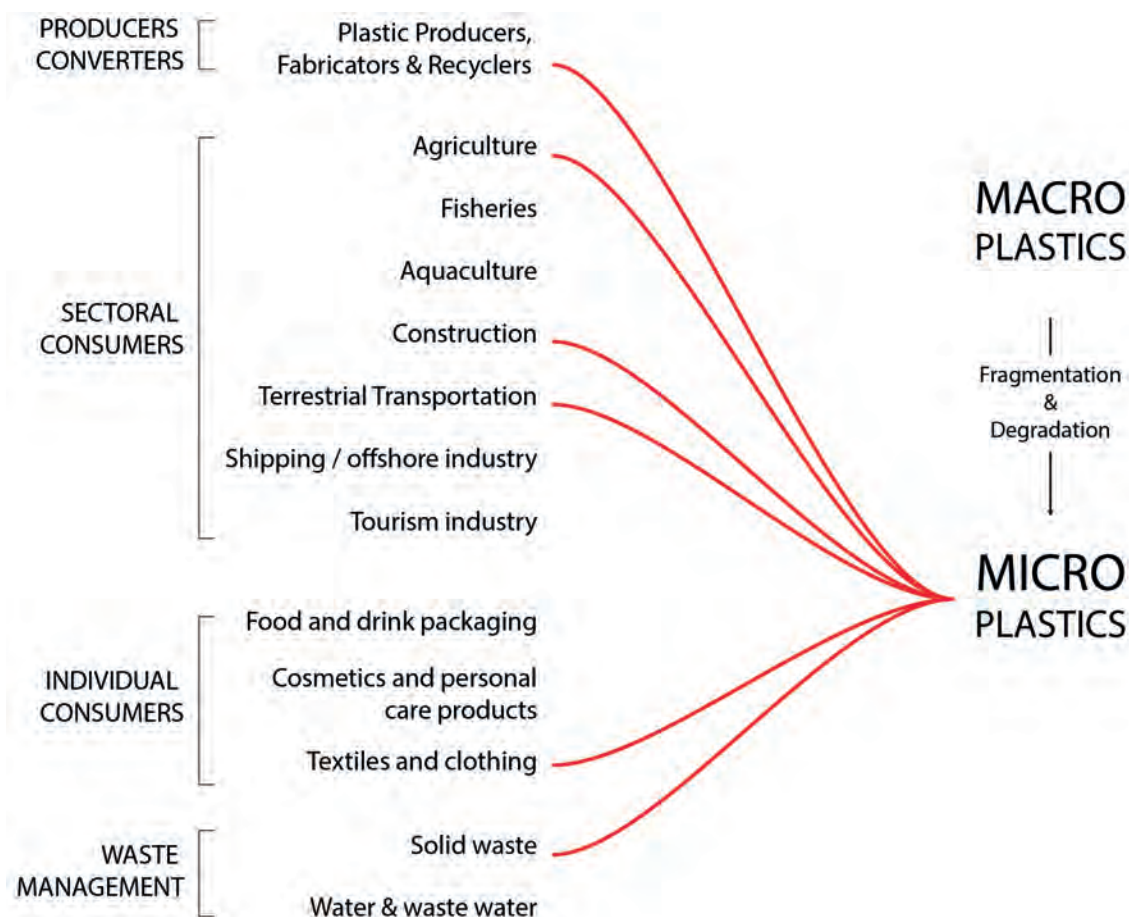 PRODUCERS
CONVERTERS
Plastic Producers,
Fabricators & Recyclers
SECTORAL
CONSUMERS
Agriculture
Fisheries
Aquaculture
Construction
Terrestrial Transportation
Shipping / offshore industry
Tourism industry
INDIVIDUAL
CONSUMERS
Food and drink packaging
Cosmetics and personal
care products
Textiles and clothing
WASTE
MANAGEMENT
Solid waste
Water & waste water
MACRO
PLASTICS
Fragmentation
&
Degradation
MICRO
PLASTICS